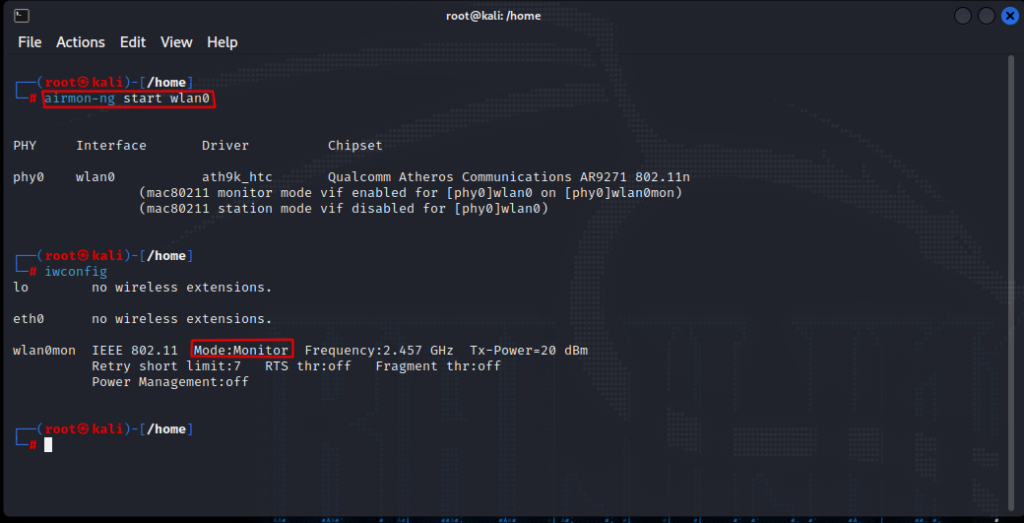 root@kali: /home
File Actions Edit View Help
┌──(root㉿kali)-[/home]
└─# airmon-ng start wlan0
PHY Interface Driver Chipset
phy0 wlan0 ath9k_htc Qualcomm Atheros Communications AR9271 802.11n
(mac80211 monitor mode vif enabled for [phy0]wlan0 on [phy0]wlan0mon)
(mac80211 station mode vif disabled for [phy0]wlan0)
┌──(root㉿kali)-[/home]
└─# iwconfig
lo no wireless extensions.
eth0 no wireless extensions.
wlan0mon IEEE 802.11 Mode:Monitor Frequency:2.457 GHz Tx-Power=20 dBm
Retry short limit:7 RTS thr:off Fragment thr:off
Power Management:off
┌──(root㉿kali)-[/home]
└─#